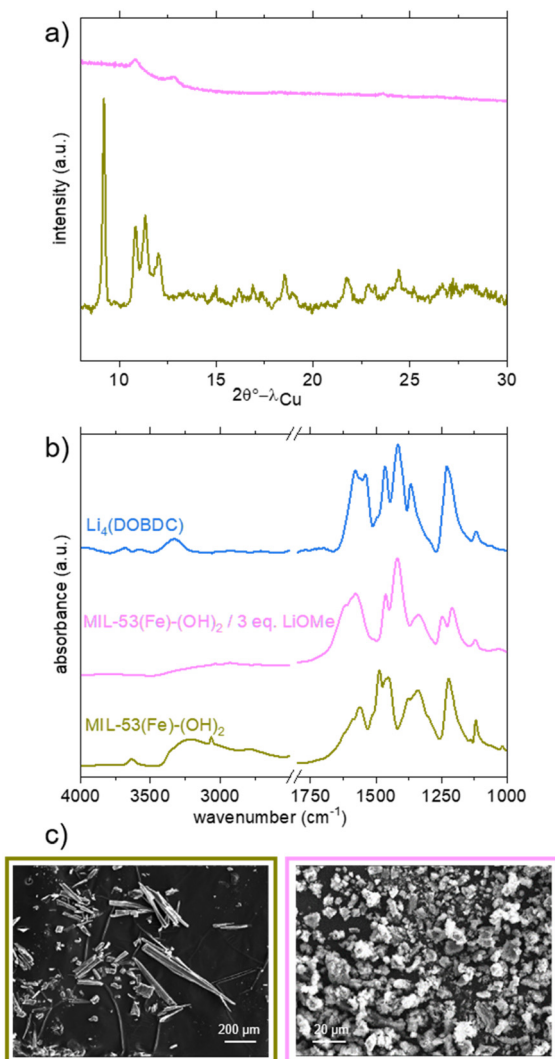 a)
intensity (a.u.)
10 15 20 25 30
2θ°–λCu
b)
Li4(DOBDC)
MIL-53(Fe)-(OH)2 / 3 eq. LiOMe
MIL-53(Fe)-(OH)2
absorbance (a.u.)
4000 3500 3000 1750 1500 1250 1000
wavenumber (cm-1)
c)
200 µm
20 µm